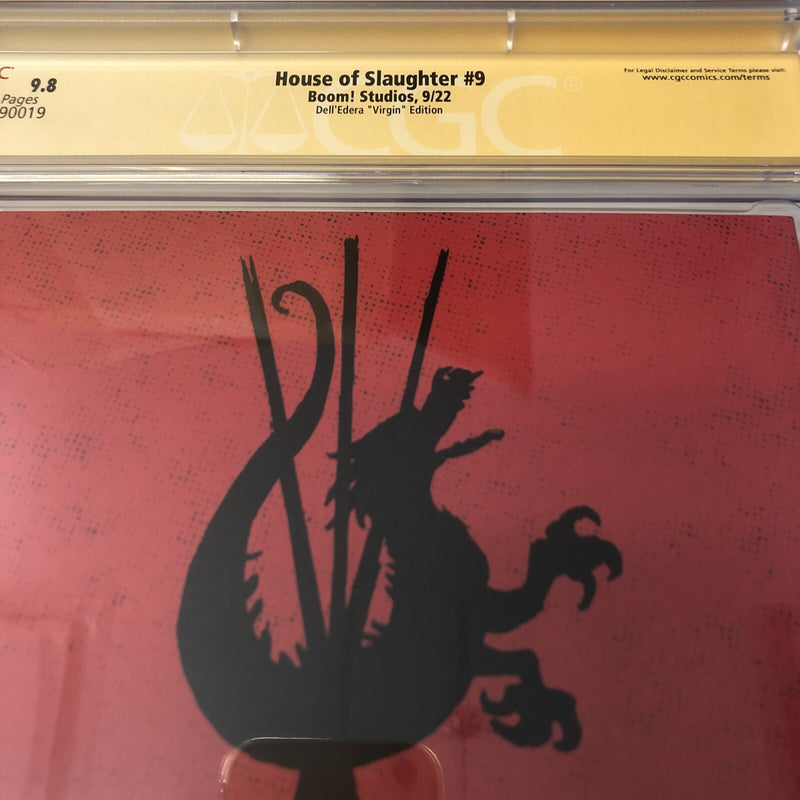 9.8
Pages
90019
House of Slaughter #9
Boom! Studios, 9/22
Dell'Edera "Virgin" Edition
For Legal Disclaimer and Service Terms please visit:
www.cgccomics.com/terms
CGC®